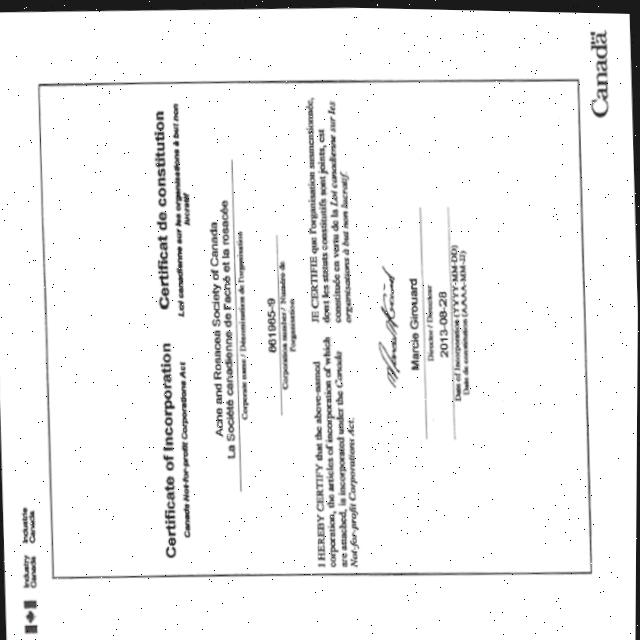 Industry Canada
Industrie Canada
Certificate of Incorporation
Canada Not-for-profit Corporations Act
Certificat de constitution
Loi canadienne sur les organisations à but non
lucratif
Acne and Rosacea Society of Canada
La Société canadienne de l'acné et la rosacée
Corporate name / Dénomination de l'organisation
861965-9
Corporation number / Numéro de
l'organisation
I HEREBY CERTIFY that the above-named
corporation, the articles of incorporation of which
are attached, is incorporated under the Canada
Not-for-profit Corporations Act.
JE CERTIFIE que l'organisation susmentionnée,
dont les statuts constitutifs sont joints, est
constituée en vertu de la Loi canadienne sur les
organisations à but non lucratif.
Marcie Girouard
Director / Directeur
2013-08-28
Date of Incorporation (YYYY-MM-DD)
Date de constitution (AAAA-MM-JJ)
Canada